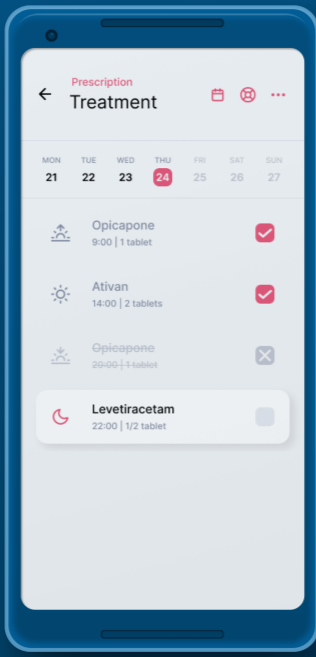 Prescription
Treatment
MON TUE WED THU FRI SAT SUN
21 22 23 24 25 26 27
Opicapone
9:00 | 1 tablet
Ativan
14:00 | 2 tablets
Opicapone
20:00 | 1 tablet
Levetiracetam
22:00 | 1/2 tablet